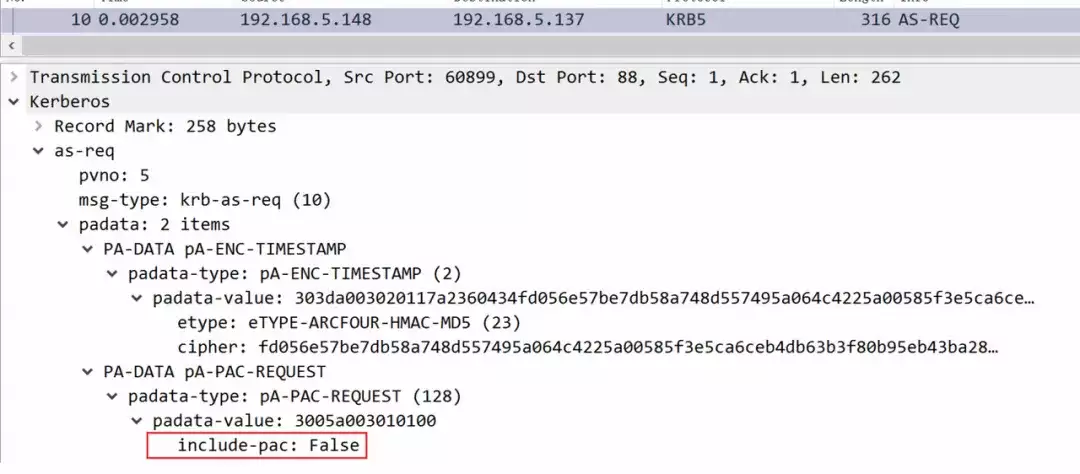 10 0.002958 192.168.5.148 192.168.5.137 KRB5 316 AS-REQ
Transmission Control Protocol, Src Port: 60899, Dst Port: 88, Seq: 1, Ack: 1, Len: 262
Kerberos
Record Mark: 258 bytes
as-req
pvno: 5
msg-type: krb-as-req (10)
padata: 2 items
PA-DATA pA-ENC-TIMESTAMP
padata-type: pA-ENC-TIMESTAMP (2)
padata-value: 303da003020117a2360434fd056e57be7db58a748d557495a064c4225a00585f3e5ca6ce…
etype: eTYPE-ARCFOUR-HMAC-MD5 (23)
cipher: fd056e57be7db58a748d557495a064c4225a00585f3e5ca6ceb4db63b3f80b95eb43ba28…
PA-DATA pA-PAC-REQUEST
padata-type: pA-PAC-REQUEST (128)
padata-value: 3005a003010100
include-pac: False